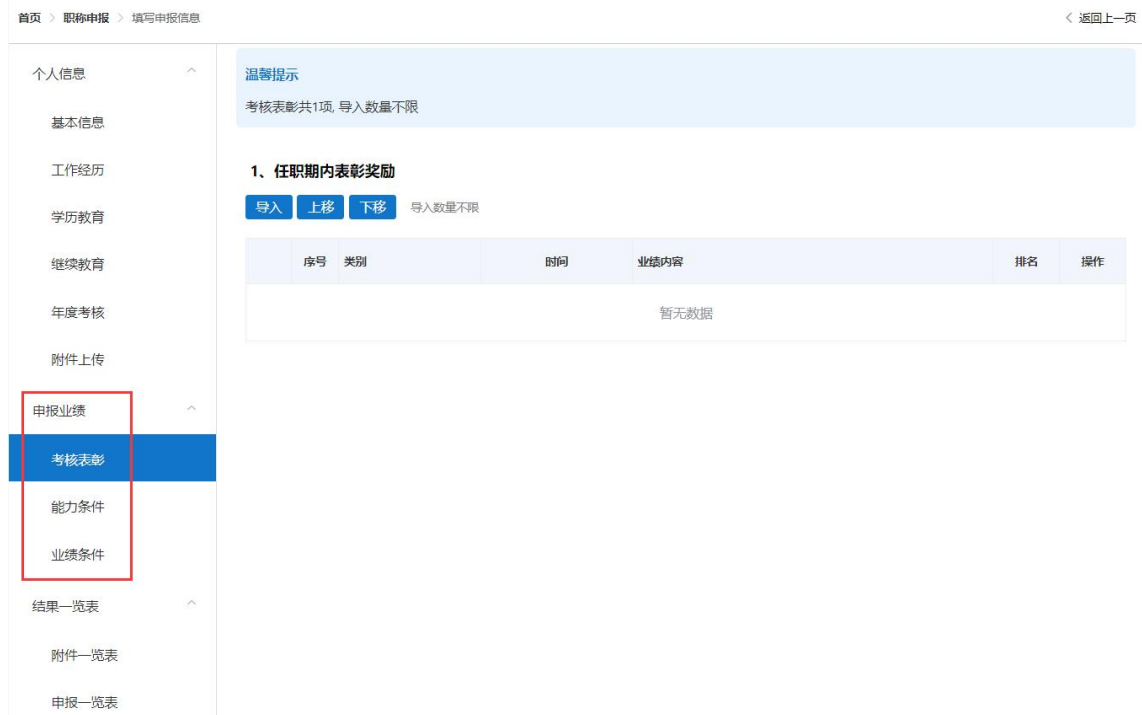 首页 > 职称申报 > 填写申报信息
< 返回上一页
个人信息
基本信息
工作经历
学历教育
继续教育
年度考核
附件上传
申报业绩
考核表彰
能力条件
业绩条件
结果一览表
附件一览表
申报一览表
温馨提示
考核表彰共1项, 导入数量不限
1、任职期内表彰奖励
导入 上移 下移 导入数量不限
序号 类别 时间 业绩内容 排名 操作
暂无数据